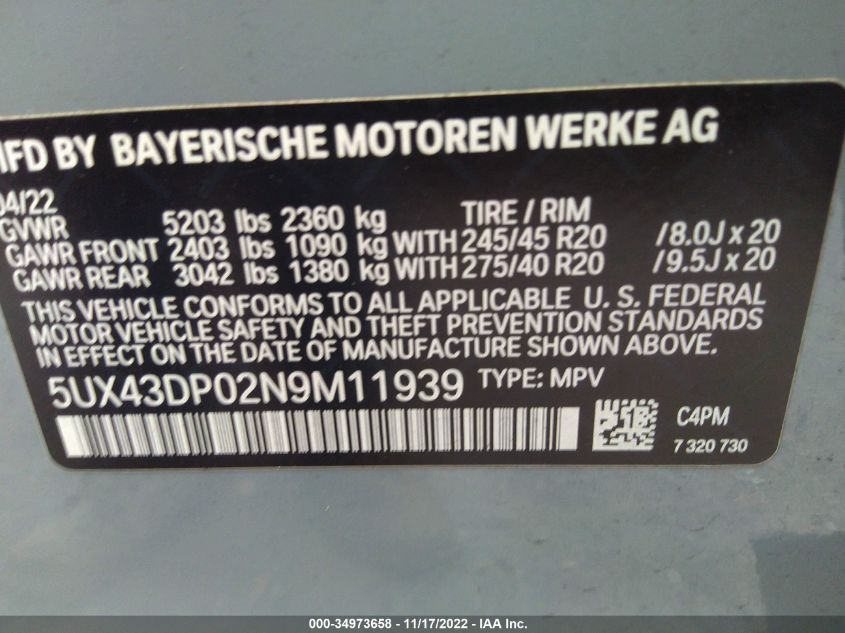 MFD BY BAYERISCHE MOTOREN WERKE AG
04/22
GVWR 5203 lbs 2360 kg TIRE / RIM
GAWR FRONT 2403 lbs 1090 kg WITH 245/45 R20 /8.0J x 20
GAWR REAR 3042 lbs 1380 kg WITH 275/40 R20 /9.5J x 20
THIS VEHICLE CONFORMS TO ALL APPLICABLE U. S. FEDERAL
MOTOR VEHICLE SAFETY AND THEFT PREVENTION STANDARDS
IN EFFECT ON THE DATE OF MANUFACTURE SHOWN ABOVE.
5UX43DP02N9M11939 TYPE: MPV
C4PM
7 320 730
000-34973658 - 11/17/2022 - IAA Inc.